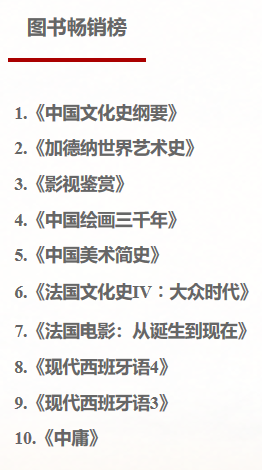 图书畅销榜
1.《中国文化史纲要》
2.《加德纳世界艺术史》
3.《影视鉴赏》
4.《中国绘画三千年》
5.《中国美术简史》
6.《法国文化史IV：大众时代》
7.《法国电影：从诞生到现在》
8.《现代西班牙语4》
9.《现代西班牙语3》
10.《中庸》